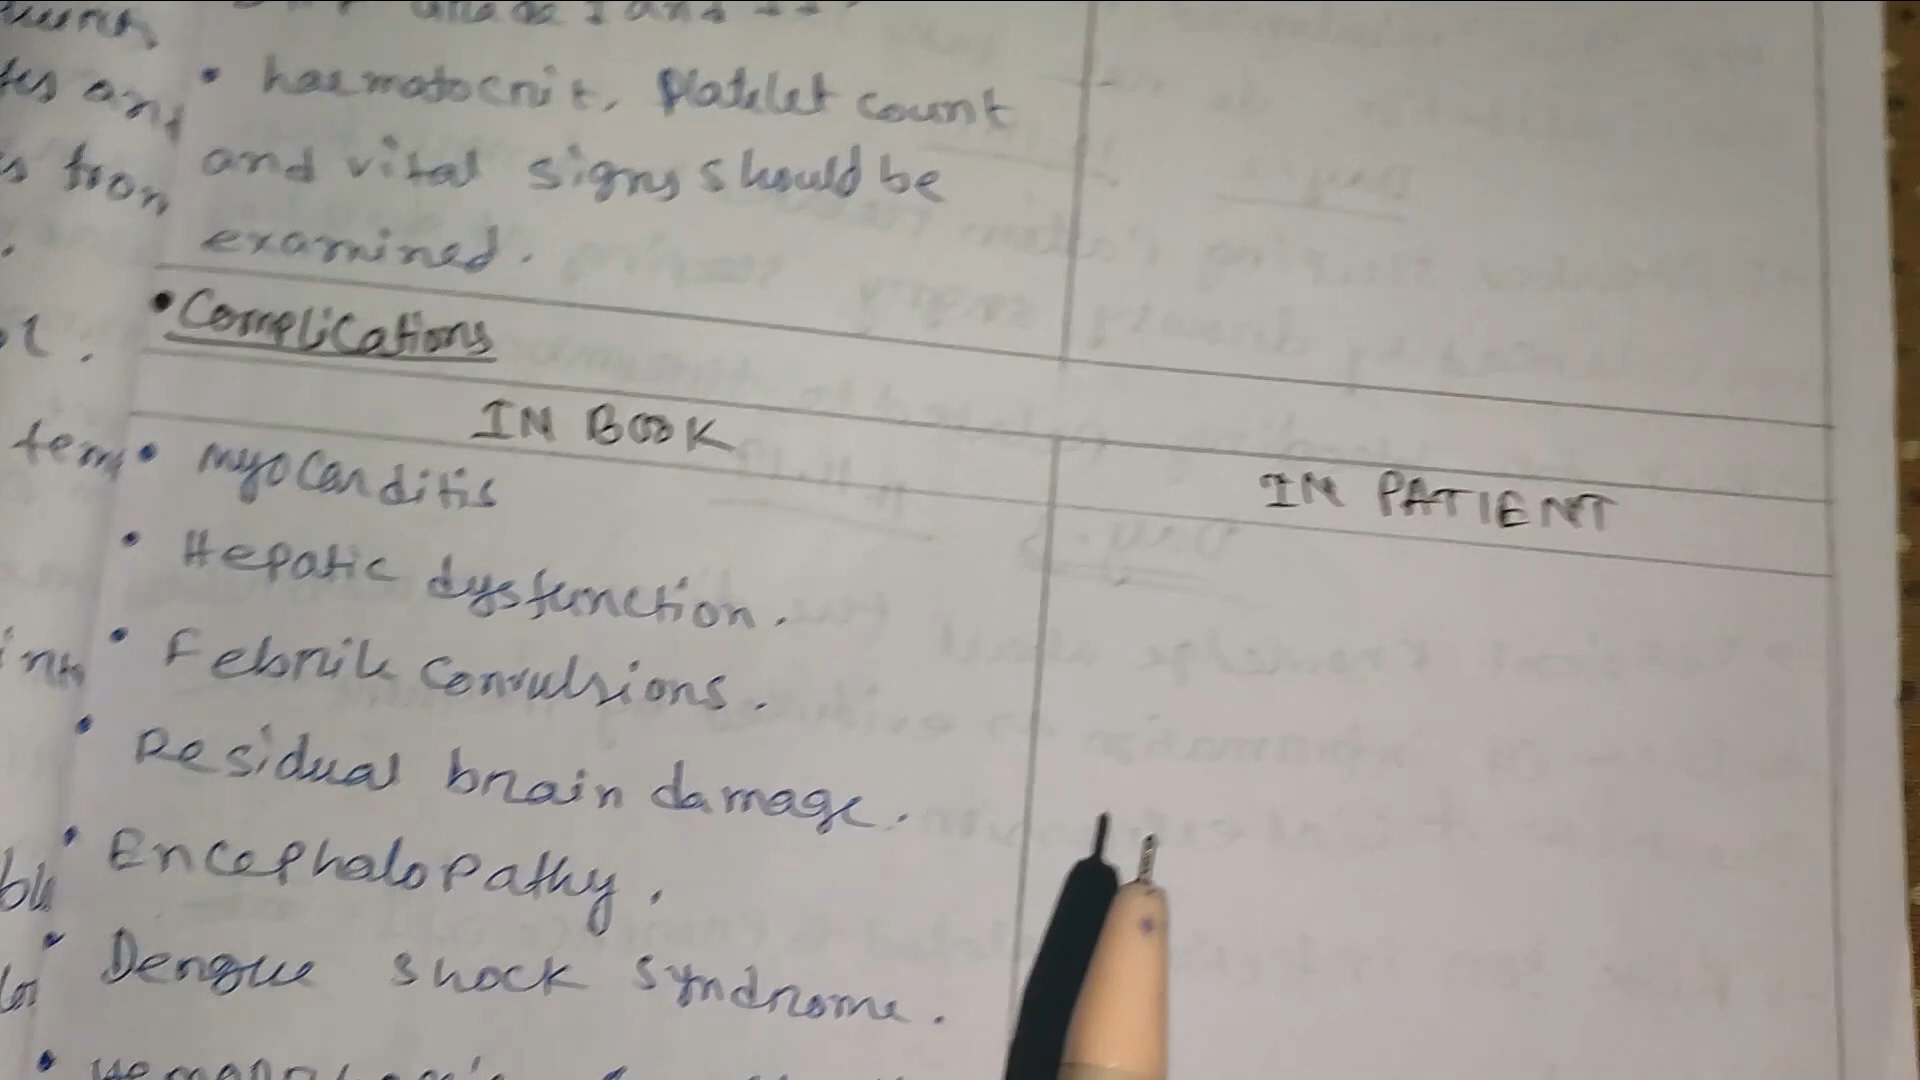 and
• haematocrit, Platelet count
and vital signs should be
examined.
• Complications
IN BOOK
IN PATIENT
• myocarditis
• Hepatic dysfunction.
• Febrile Convulsions.
• Residual brain damage.
• Encephalopathy.
• Dengue shock syndrome.